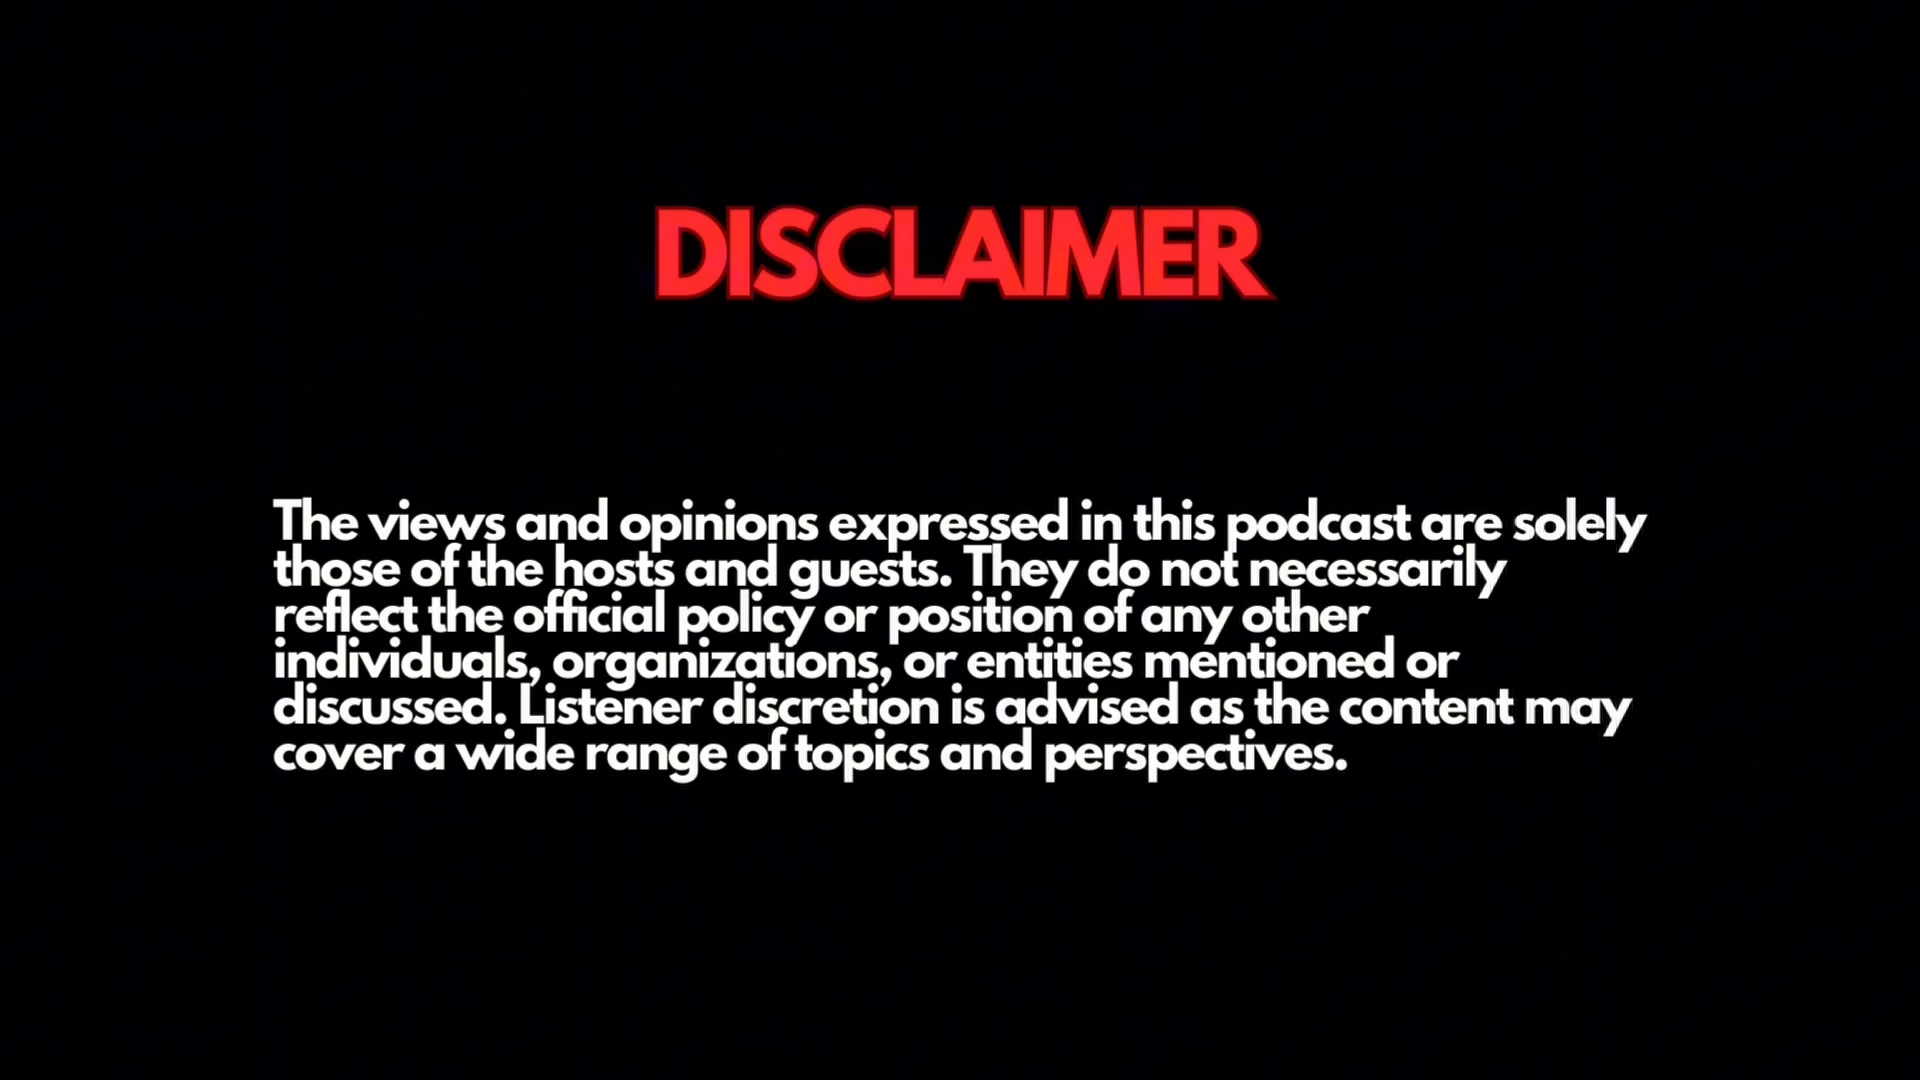 DISCLAIMER
The views and opinions expressed in this podcast are solely
those of the hosts and guests. They do not necessarily
reflect the official policy or position of any other
individuals, organizations, or entities mentioned or
discussed. Listener discretion is advised as the content may
cover a wide range of topics and perspectives.